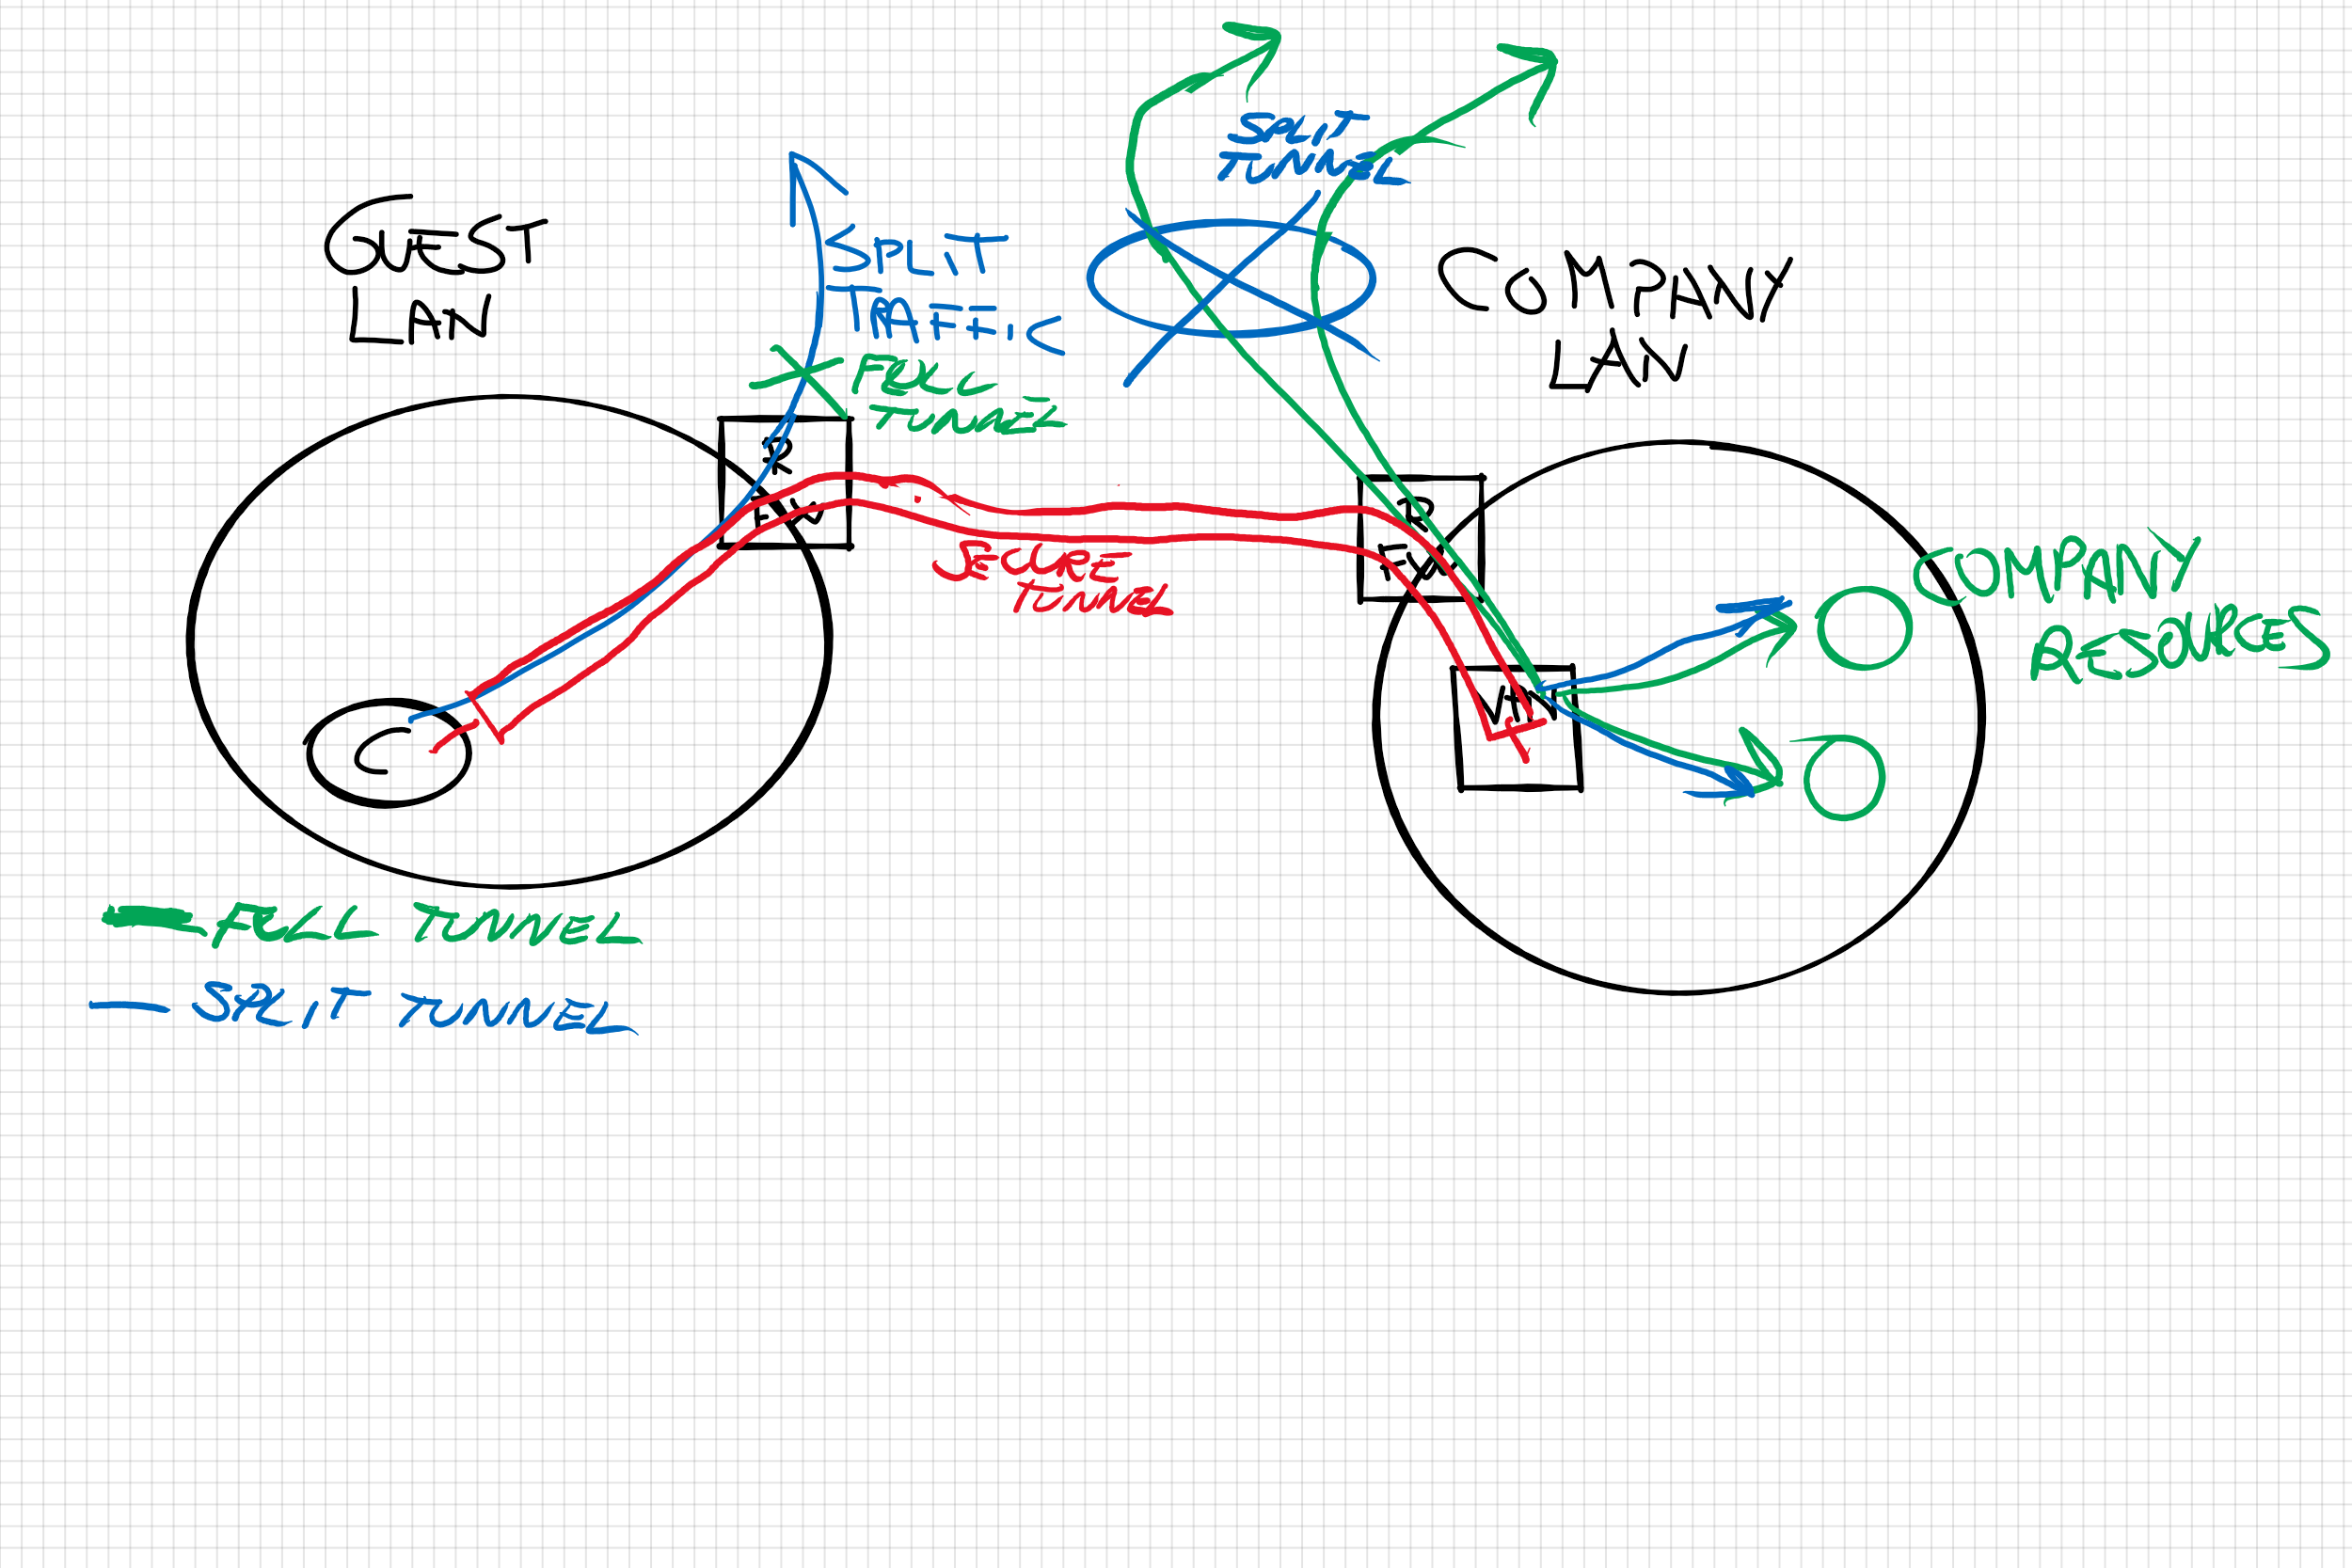 GUEST
LAN
SPLIT
TRAFFIC
FULL
TUNNEL
SPLIT
TUNNEL
COMPANY
LAN
R
FW
SECURE
TUNNEL
R
FW
COMPANY
RESOURCES
C
VPN
FULL TUNNEL
SPLIT TUNNEL